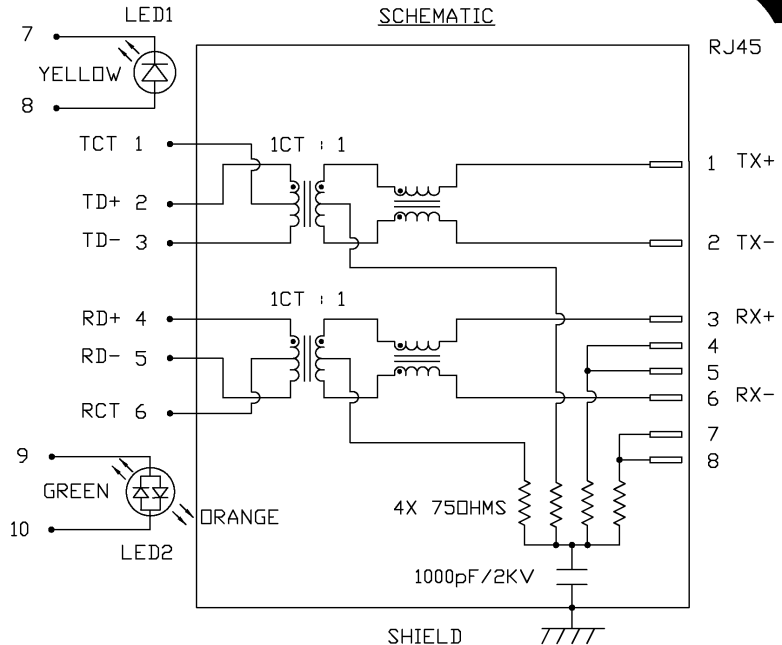 SCHEMATIC
LED1
7
YELLOW
8
RJ45
TCT 1
1CT : 1
1 TX+
TD+ 2
TD- 3
2 TX-
1CT : 1
RD+ 4
3 RX+
4
RD- 5
5
6 RX-
RCT 6
7
8
9
GREEN
ORANGE
10
LED2
4X 75OHMS
1000pF/2KV
SHIELD